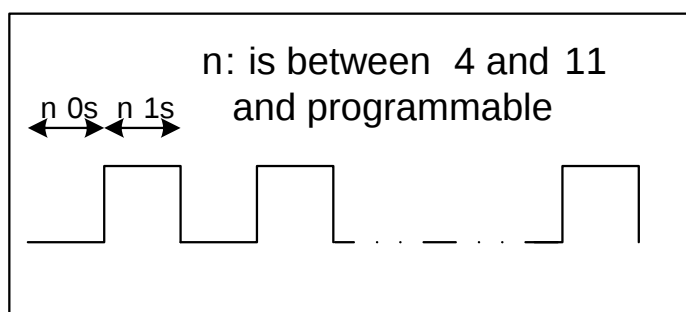 n: is between 4 and 11
and programmable
n 0s n 1s